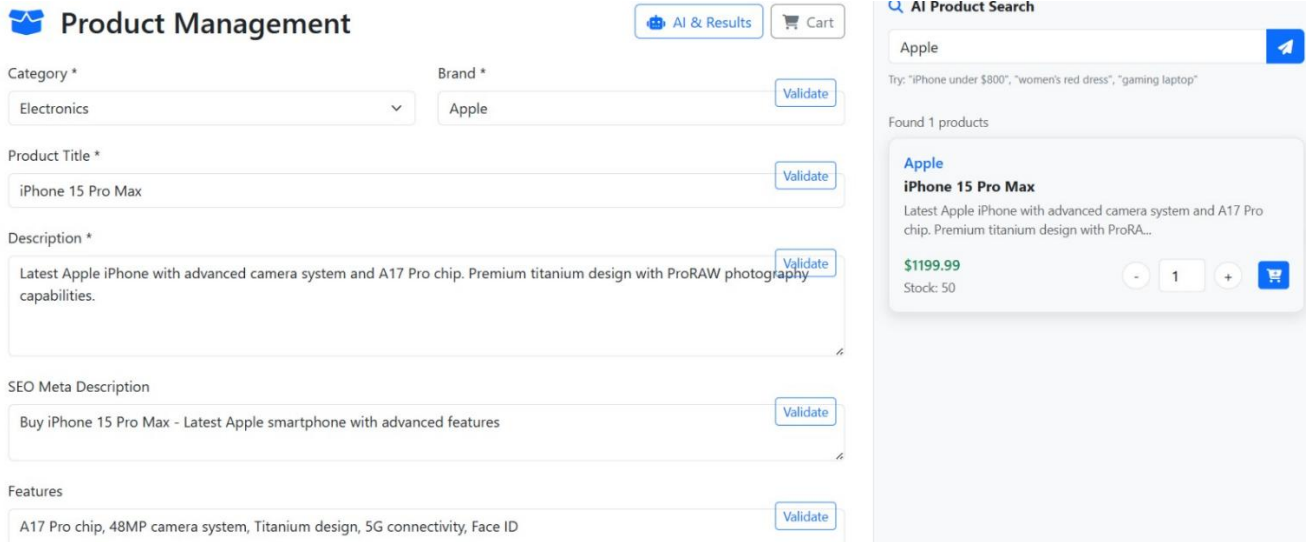 Product Management
AI & Results
Cart
Category *
Electronics
Brand *
Validate
Apple
Product Title *
Validate
iPhone 15 Pro Max
Description *
Validate
Latest Apple iPhone with advanced camera system and A17 Pro chip. Premium titanium design with ProRAW photography
capabilities.
SEO Meta Description
Validate
Buy iPhone 15 Pro Max - Latest Apple smartphone with advanced features
Features
Validate
A17 Pro chip, 48MP camera system, Titanium design, 5G connectivity, Face ID
AI Product Search
Apple
Try: "iPhone under $800", "women's red dress", "gaming laptop"
Found 1 products
Apple
iPhone 15 Pro Max
Latest Apple iPhone with advanced camera system and A17 Pro
chip. Premium titanium design with ProRA...
$1199.99
Stock: 50
- 1 +